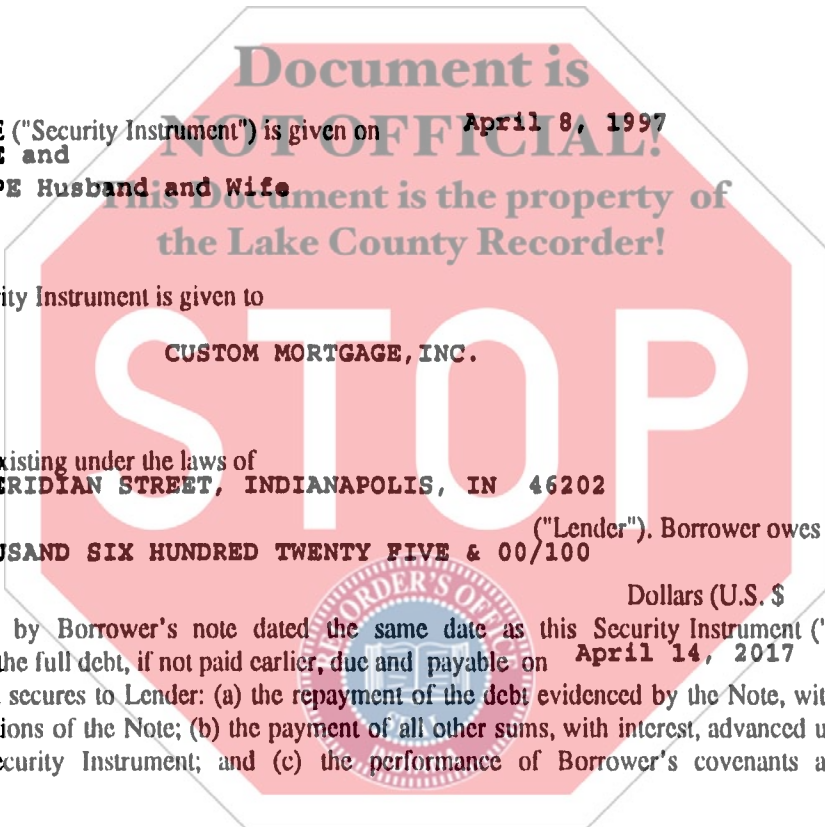 Document is
E ("Security Instrument") is given on April 8, 1997
NOT OFFICIAL!
E and
PE Husband and Wife
This Document is the property of
the Lake County Recorder!
rity Instrument is given to
STOP
CUSTOM MORTGAGE, INC.
xisting under the laws of
ERIDIAN STREET, INDIANAPOLIS, IN 46202
("Lender"). Borrower owes
USAND SIX HUNDRED TWENTY FIVE & 00/100
Dollars (U.S. $
by Borrower's note dated the same date as this Security Instrument ("
the full debt, if not paid earlier, due and payable on April 14, 2017
secures to Lender: (a) the repayment of the debt evidenced by the Note, wit
ions of the Note; (b) the payment of all other sums, with interest, advanced u
ecurity Instrument; and (c) the performance of Borrower's covenants a
RECORDER'S OFFICE
SEAL
INDIANA